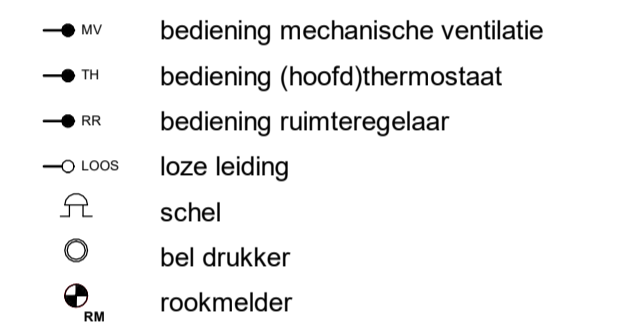 MV bediening mechanische ventilatie
TH bediening (hoofd)thermostaat
RR bediening ruimteregelaar
LOOS loze leiding
schel
bel drukker
RM rookmelder